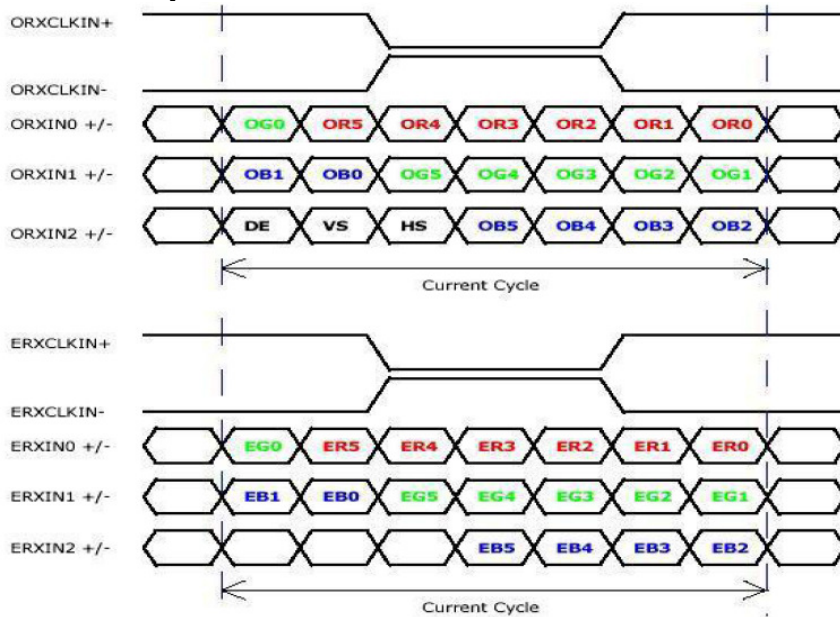 ORXCLKIN+
ORXCLKIN-
ORXIN0 +/- OG0 OR5 OR4 OR3 OR2 OR1 OR0
ORXIN1 +/- OB1 OB0 OG5 OG4 OG3 OG2 OG1
ORXIN2 +/- DE VS HS OB5 OB4 OB3 OB2
Current Cycle
ERXCLKIN+
ERXCLKIN-
ERXIN0 +/- EG0 ER5 ER4 ER3 ER2 ER1 ER0
ERXIN1 +/- EB1 EB0 EG5 EG4 EG3 EG2 EG1
ERXIN2 +/- EB5 EB4 EB3 EB2
Current Cycle